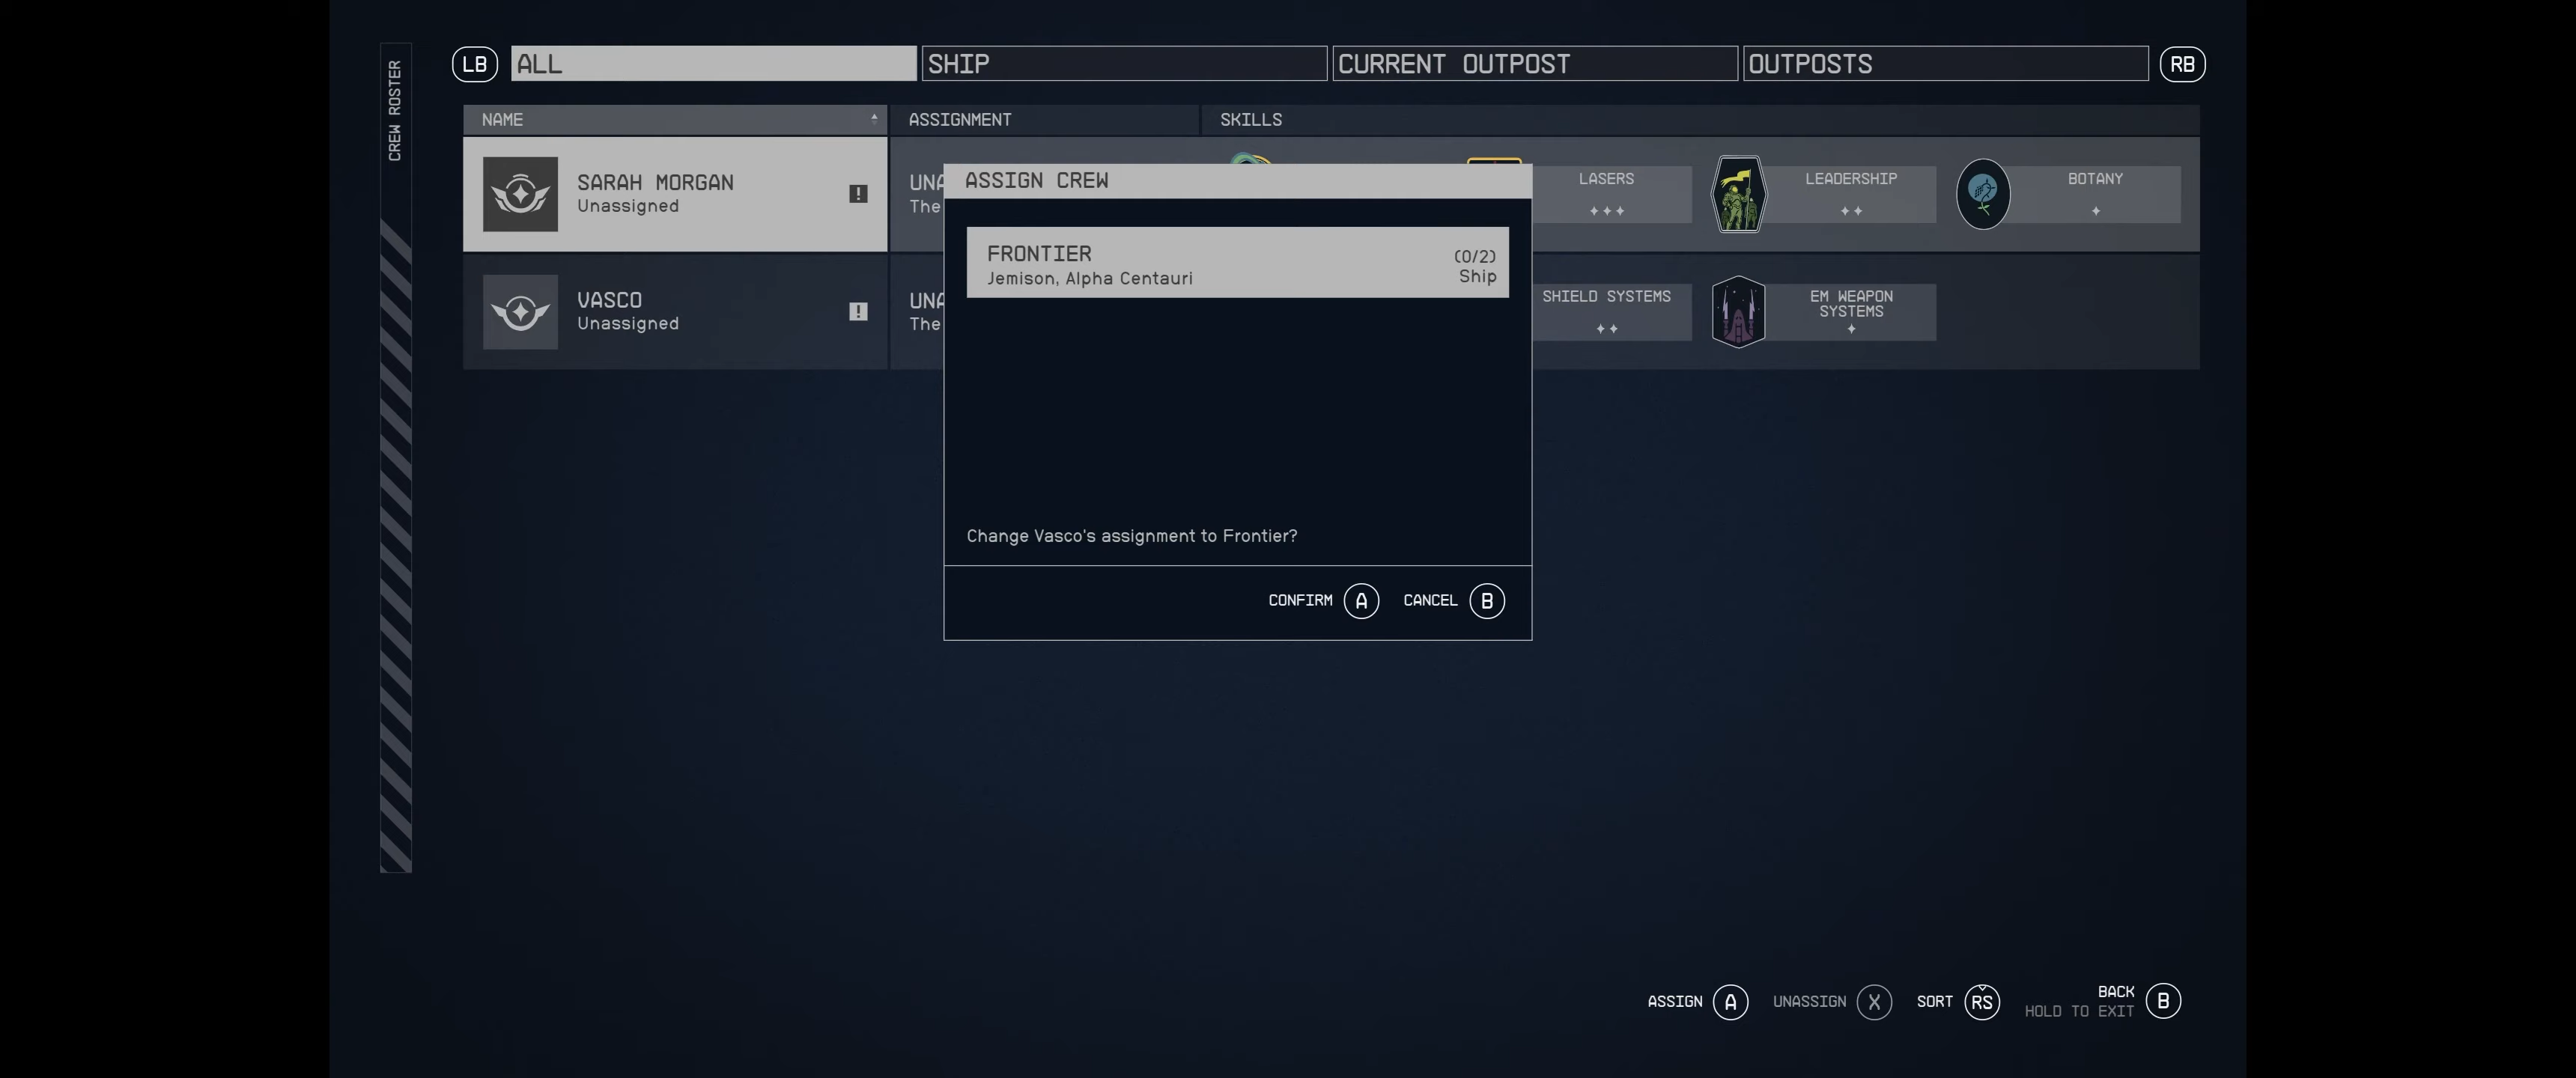 CREW ROSTER
LB
ALL
SHIP
CURRENT OUTPOST
OUTPOSTS
RB
NAME
ASSIGNMENT
SKILLS
SARAH MORGAN
Unassigned
!
UNA
The
LASERS
LEADERSHIP
BOTANY
VASCO
Unassigned
!
UNA
The
SHIELD SYSTEMS
EM WEAPON
SYSTEMS
ASSIGN CREW
FRONTIER
(0/2)
Jemison, Alpha Centauri
Ship
Change Vasco's assignment to Frontier?
CONFIRM A
CANCEL B
ASSIGN A
UNASSIGN X
SORT RS
BACK
HOLD TO EXIT
B